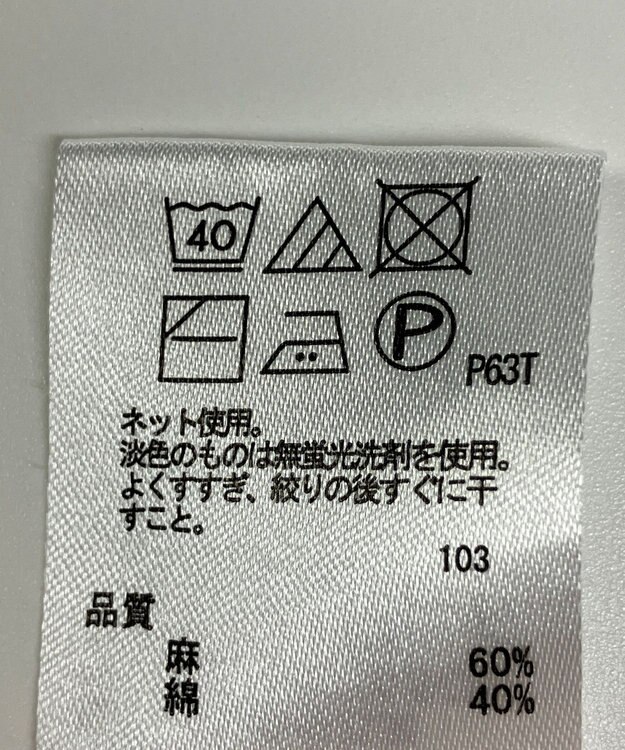 40
P
P63T
ネット使用。
淡色のものは無蛍光洗剤を使用。
よくすすぎ、絞りの後すぐに干
すこと。
103
品質
麻 60%
綿 40%